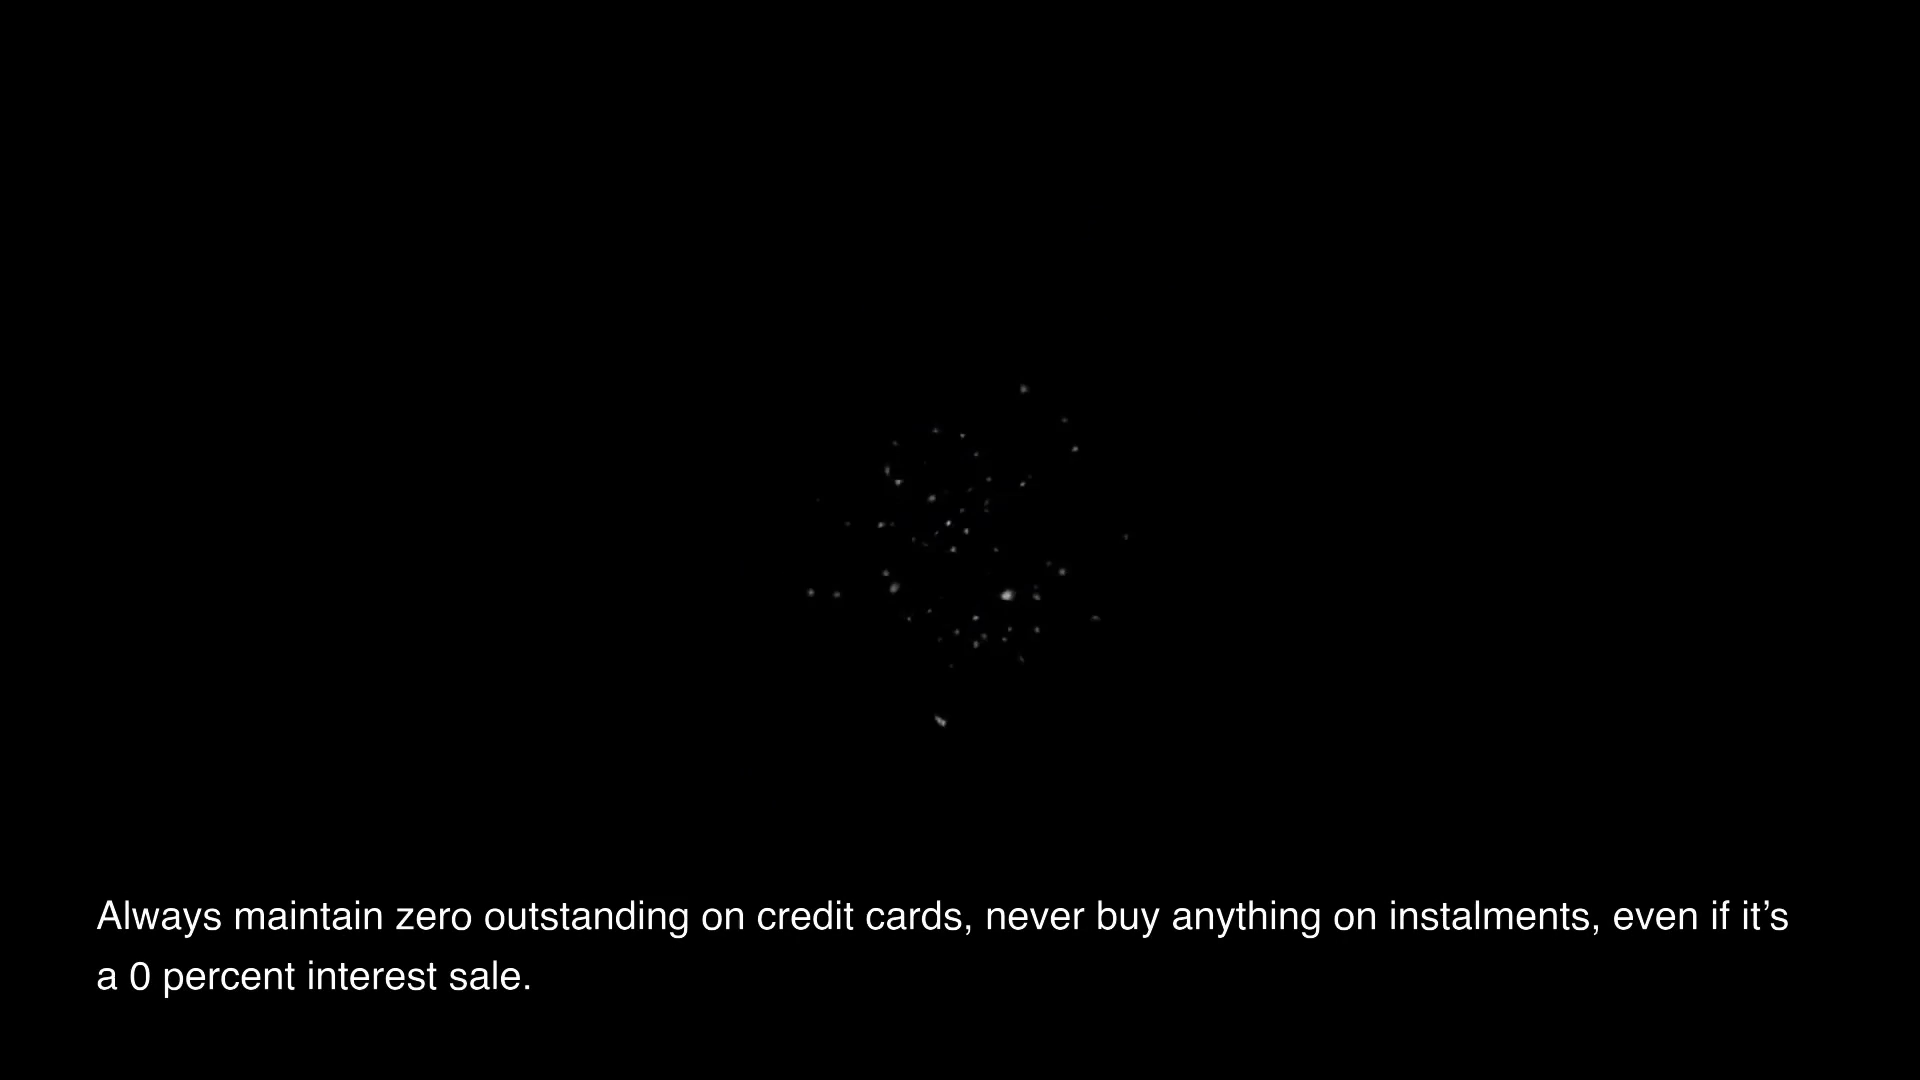 Always maintain zero outstanding on credit cards, never buy anything on instalments, even if it’s
a 0 percent interest sale.